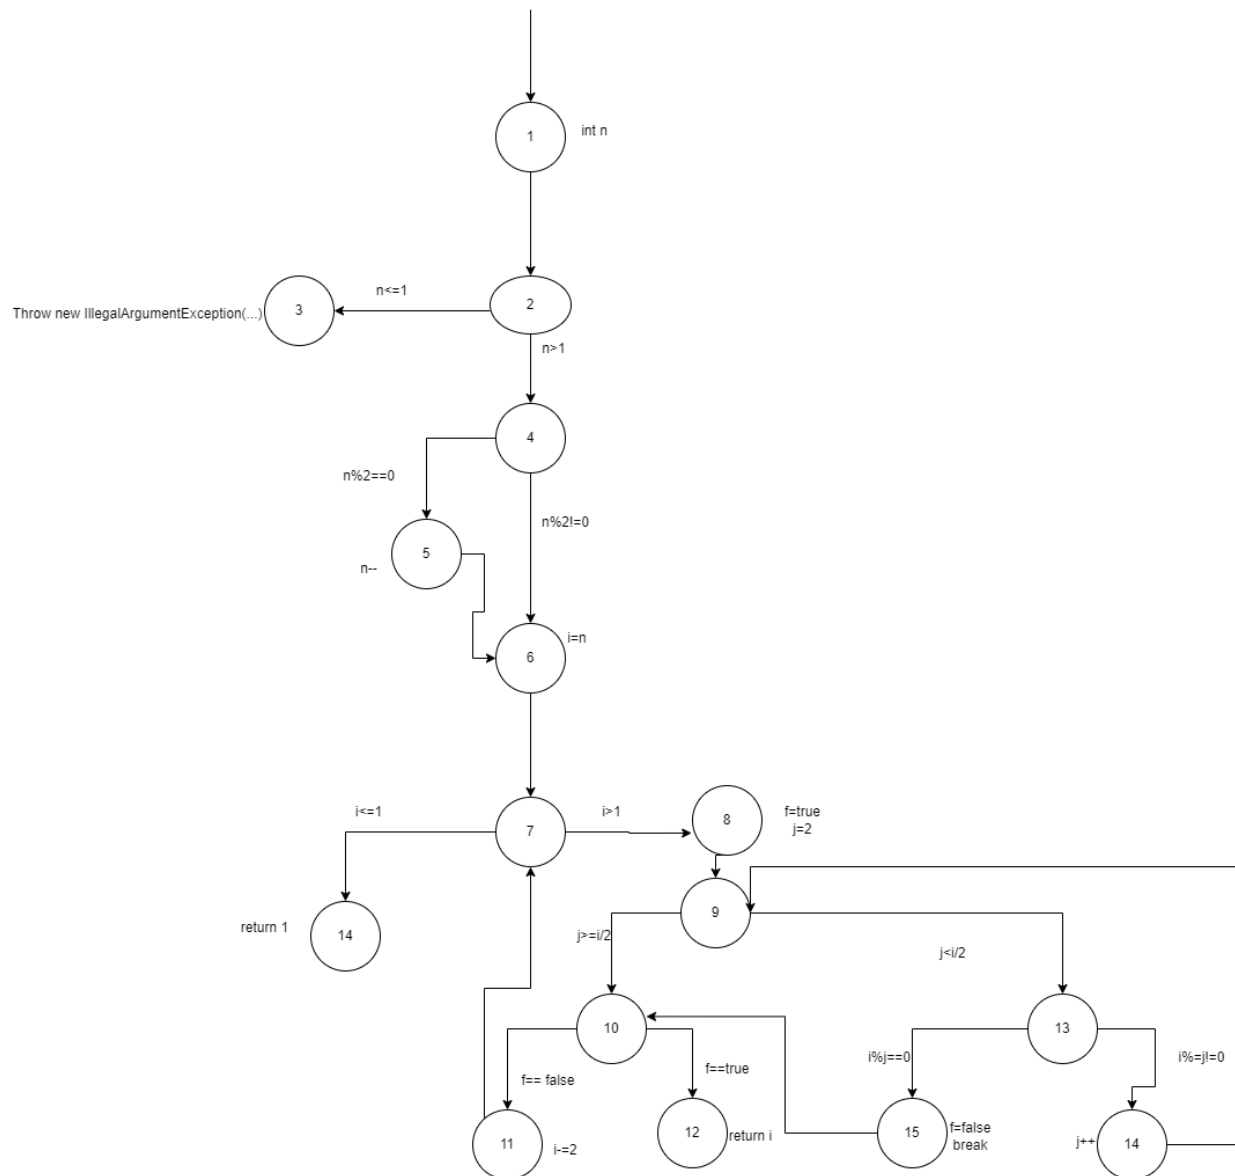 1
int n
2
n<=1
3
Throw new IllegalArgumentException(...)
n>1
4
n%2==0
n%2!=0
5
n--
6
i=n
7
i<=1
i>1
8
f=true
j=2
14
return 1
9
j>=i/2
j<i/2
10
13
f== false
f==true
i%j==0
i%=j!=0
11
i-=2
12
return i
15
f=false
break
j++
14